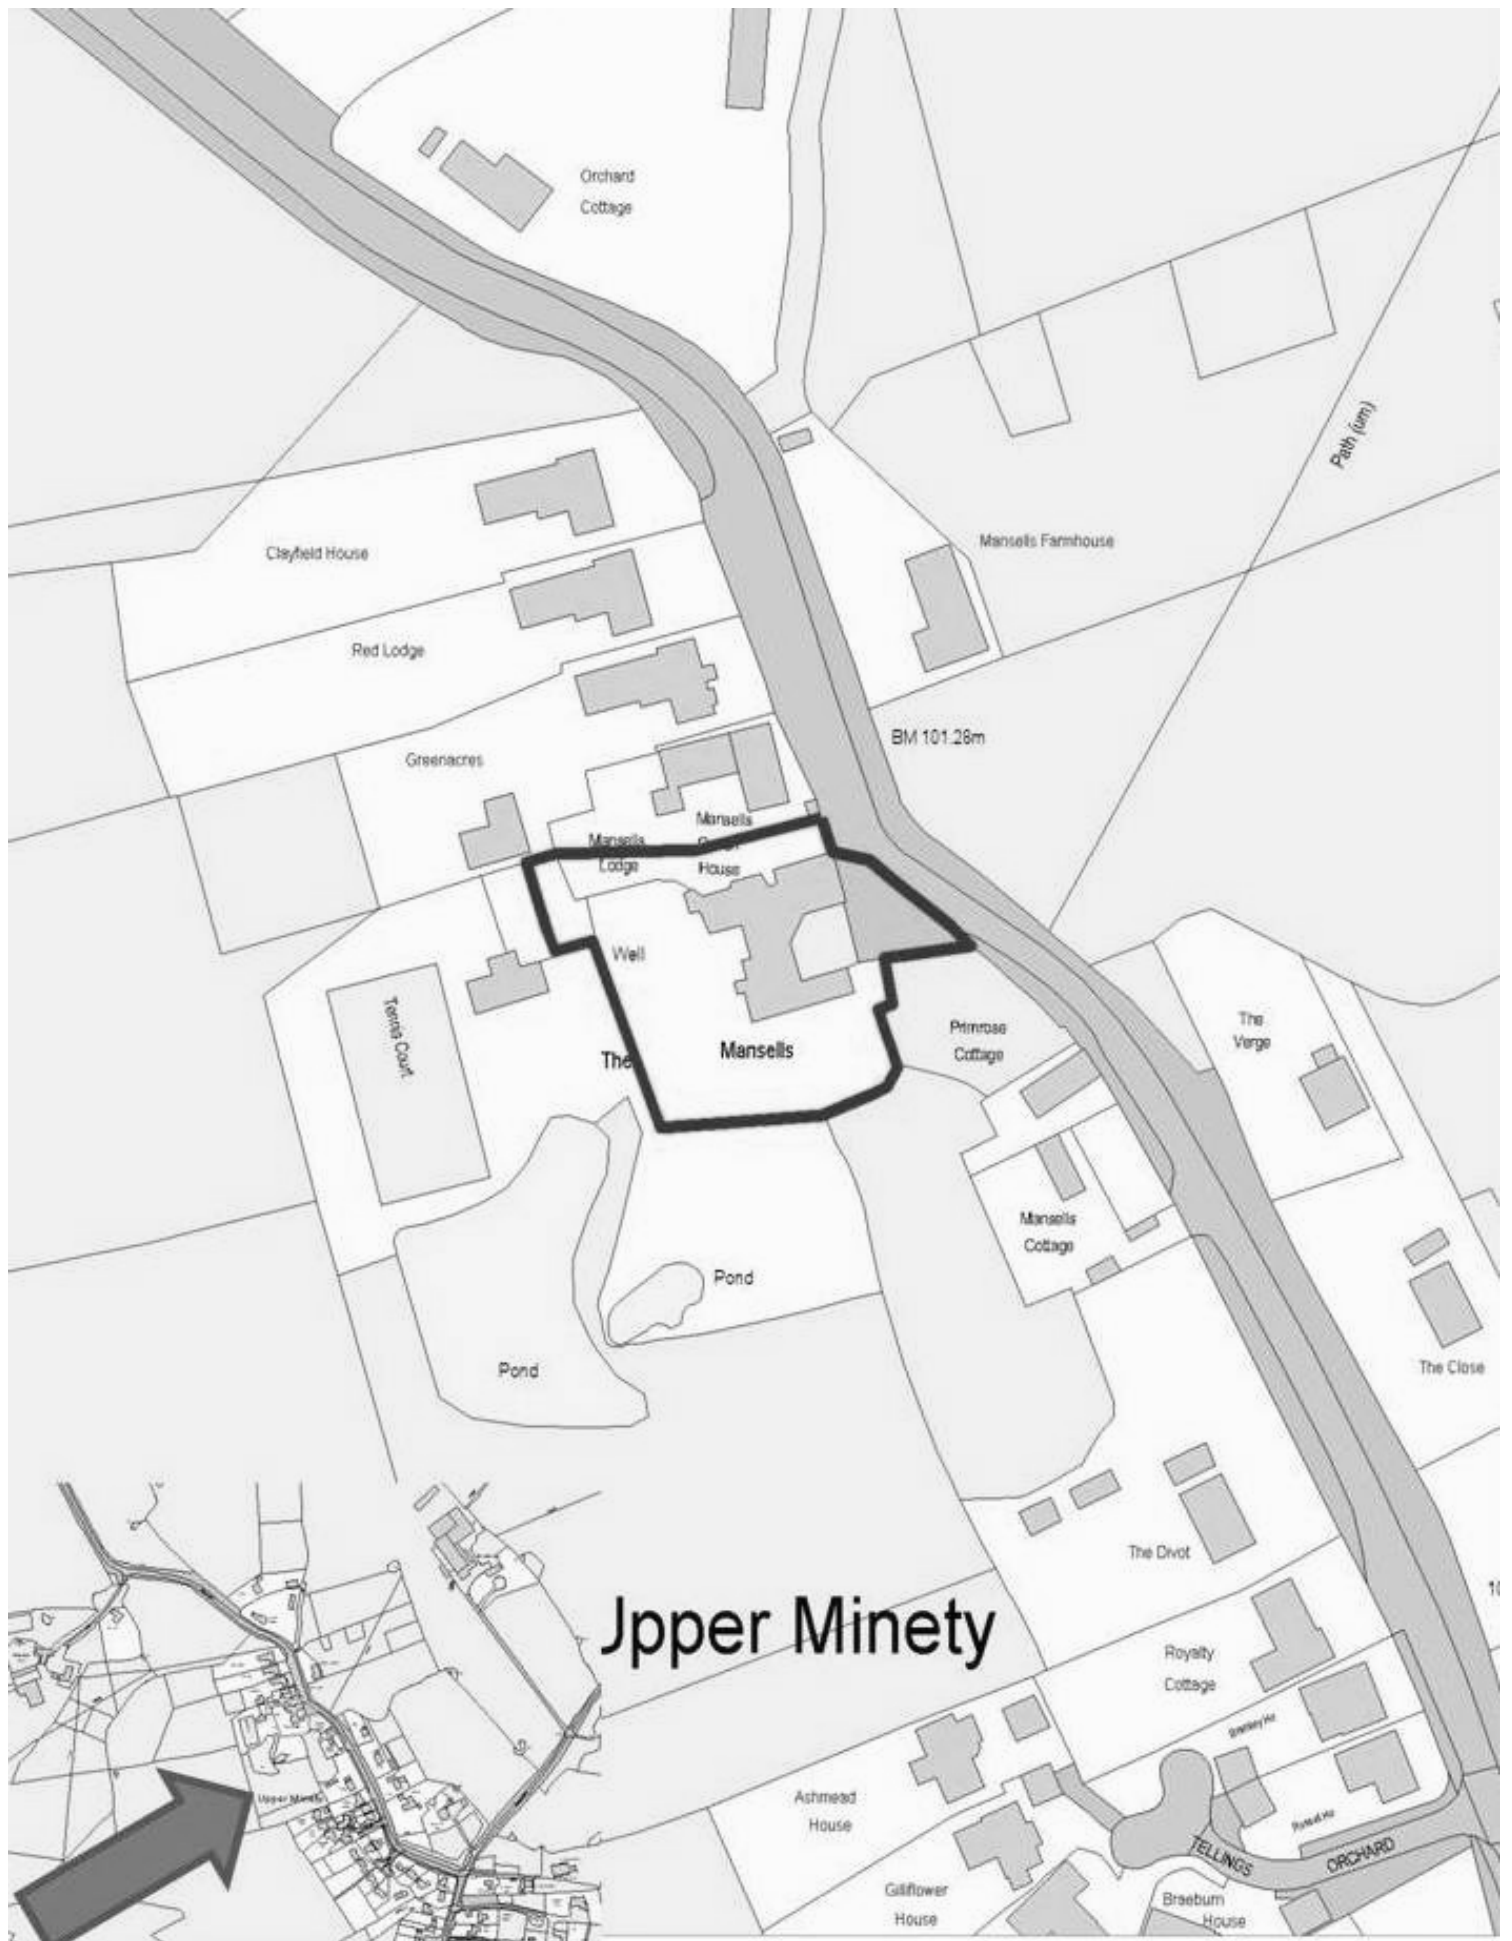 Orchard
Cottage
Path (um)
Mansells Farmhouse
Clayfield House
Red Lodge
BM 101.28m
Greenacres
Mansells
House
Mansells
Lodge
Well
Tennis Court
The
Mansells
Primrose
Cottage
The
Verge
Mansells
Cottage
Pond
Pond
The Close
The Divot
Jpper Minety
Royalty
Cottage
10
Ashmead
House
TELLINGS ORCHARD
Gilliflower
House
Braeburn
House
Upper Minety